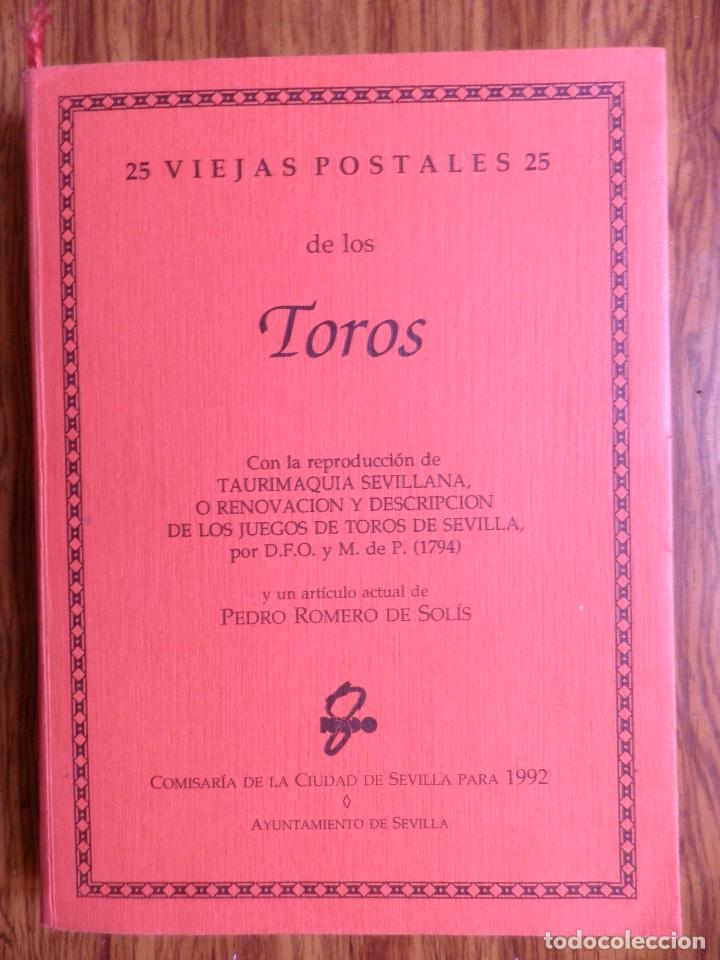 25 VIEJAS POSTALES 25
de los
Toros
Con la reproducción de
TAURIMAQUIA SEVILLANA,
O RENOVACION Y DESCRIPCION
DE LOS JUEGOS DE TOROS DE SEVILLA,
por D.F.O. y M. de P. (1794)
y un artículo actual de
PEDRO ROMERO DE SOLÍS
NO8DO
COMISARÍA DE LA CIUDAD DE SEVILLA PARA 1992
◊
AYUNTAMIENTO DE SEVILLA
todocoleccion.net